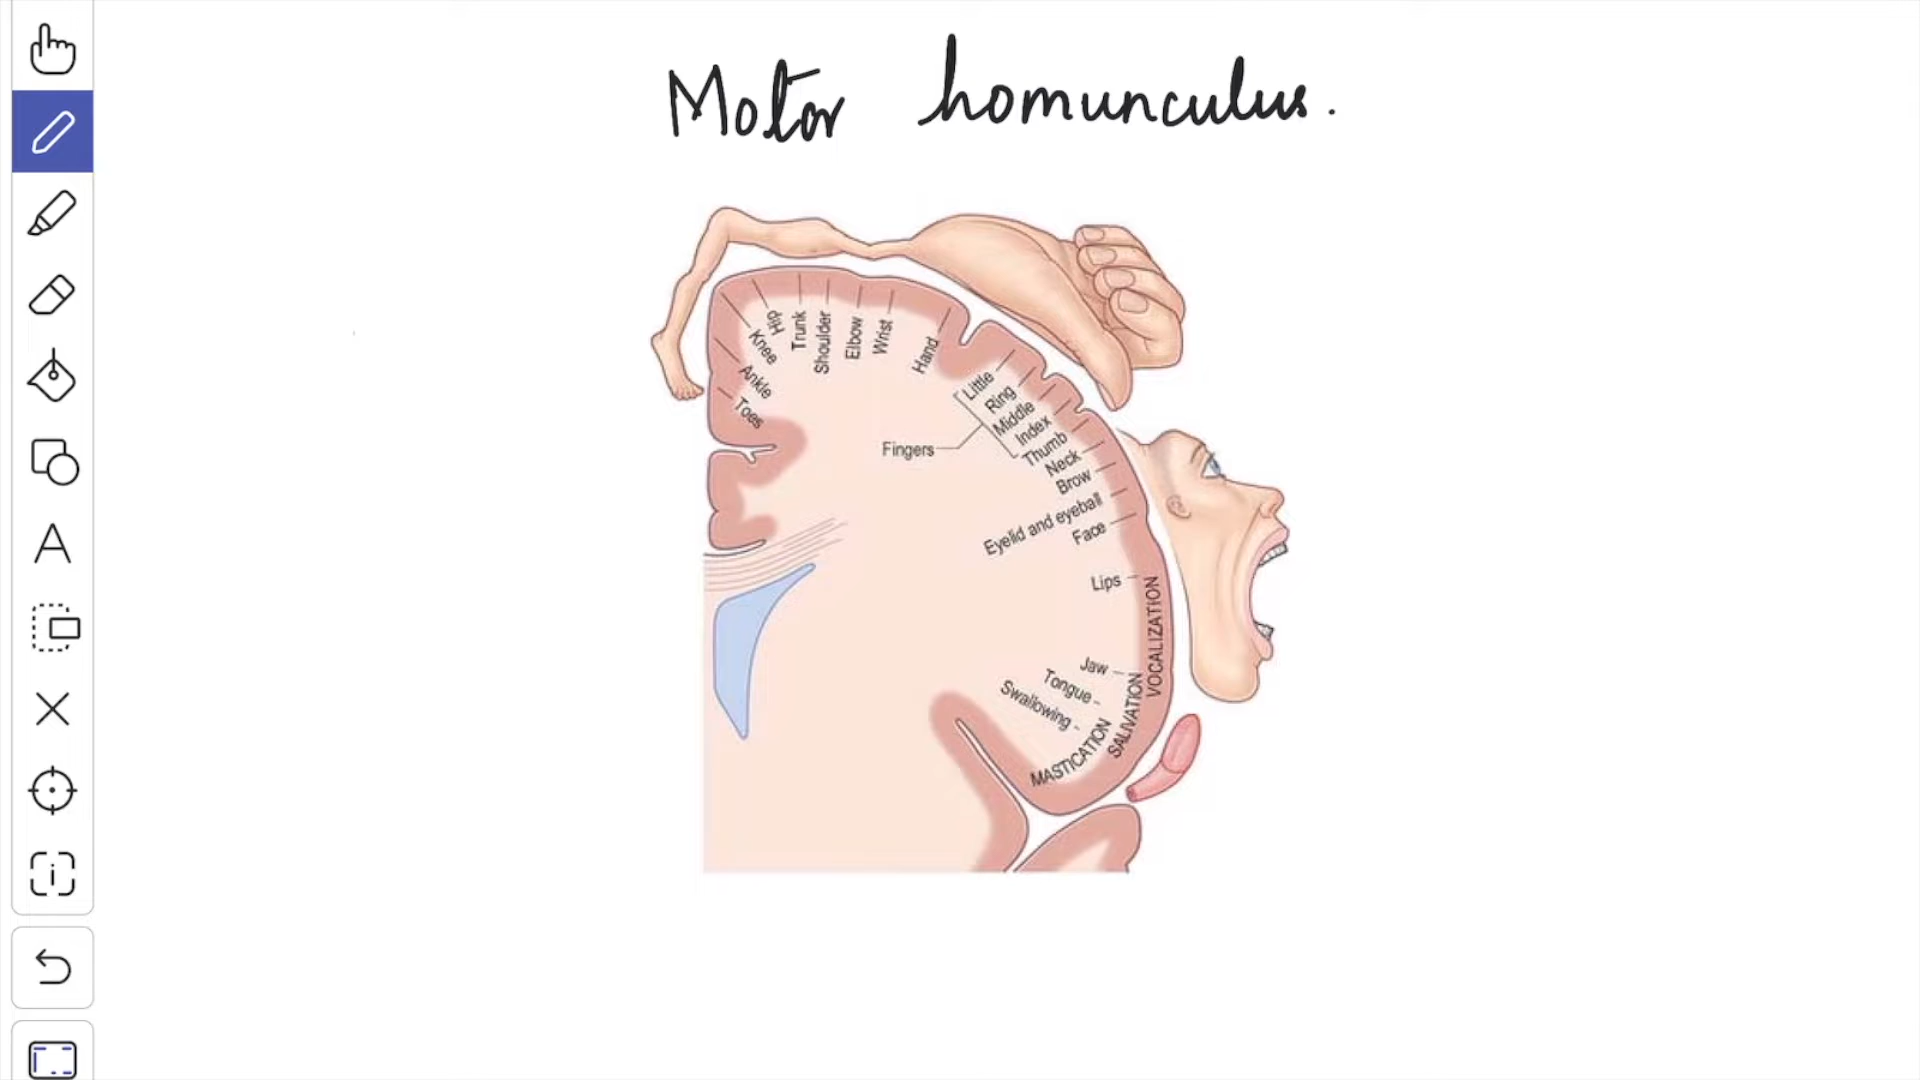 Motor homunculus.
Hip
Trunk
Shoulder
Elbow
Wrist
Hand
Knee
Ankle
Toes
Little
Ring
Middle
Index
Thumb
Fingers
Neck
Brow
Eyelid and eyeball
Face
Lips
VOCALIZATION
Jaw
Tongue
Swallowing
SALIVATION
MASTICATION
A
i